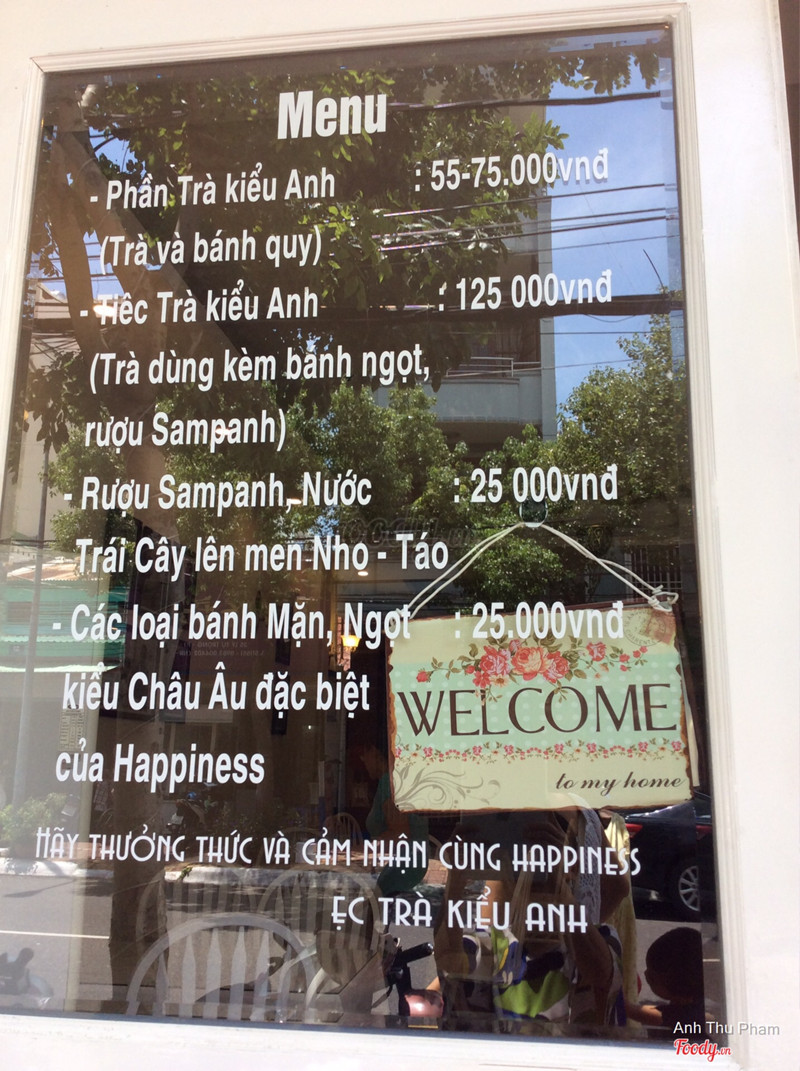 Menu
- Phần Trà kiểu Anh : 55-75.000vnđ
(Trà và bánh quy)
- Tiệc Trà kiểu Anh : 125 000vnđ
(Trà dùng kèm bánh ngọt,
rượu Sampanh)
- Rượu Sampanh, Nước : 25 000vnđ
Trái Cây lên men Nho - Táo
- Các loại bánh Mặn, Ngọt : 25.000vnđ
kiểu Châu Âu đặc biệt
của Happiness
WELCOME
to my home
HÃY THƯỞNG THỨC VÀ CẢM NHẬN CÙNG HAPPINESS
ẸC TRÀ KIỂU ANH
Anh Thu Pham
Foody.vn